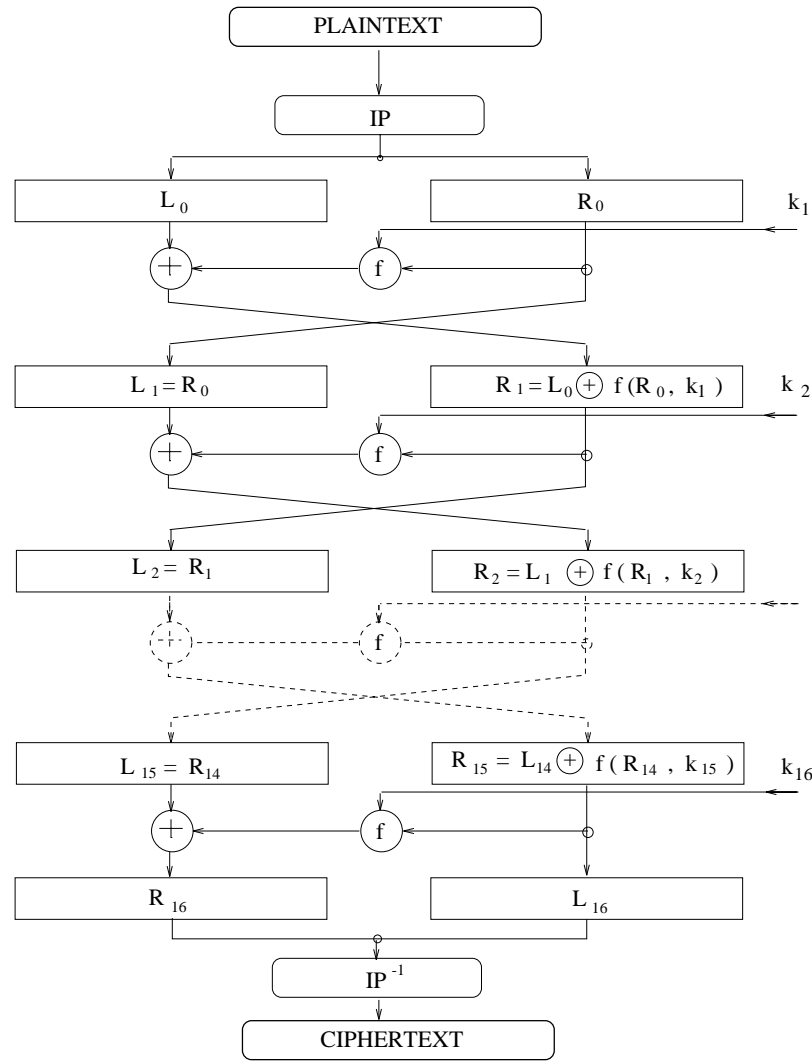 PLAINTEXT
IP
L 0
R 0
k 1
+
f
L 1 = R 0
R 1 = L 0 + f ( R 0 , k 1 )
k 2
+
f
L 2 = R 1
R 2 = L 1 + f ( R 1 , k 2 )
+
f
L 15 = R 14
R 15 = L 14 + f ( R 14 , k 15 )
k 16
+
f
R 16
L 16
IP -1
CIPHERTEXT